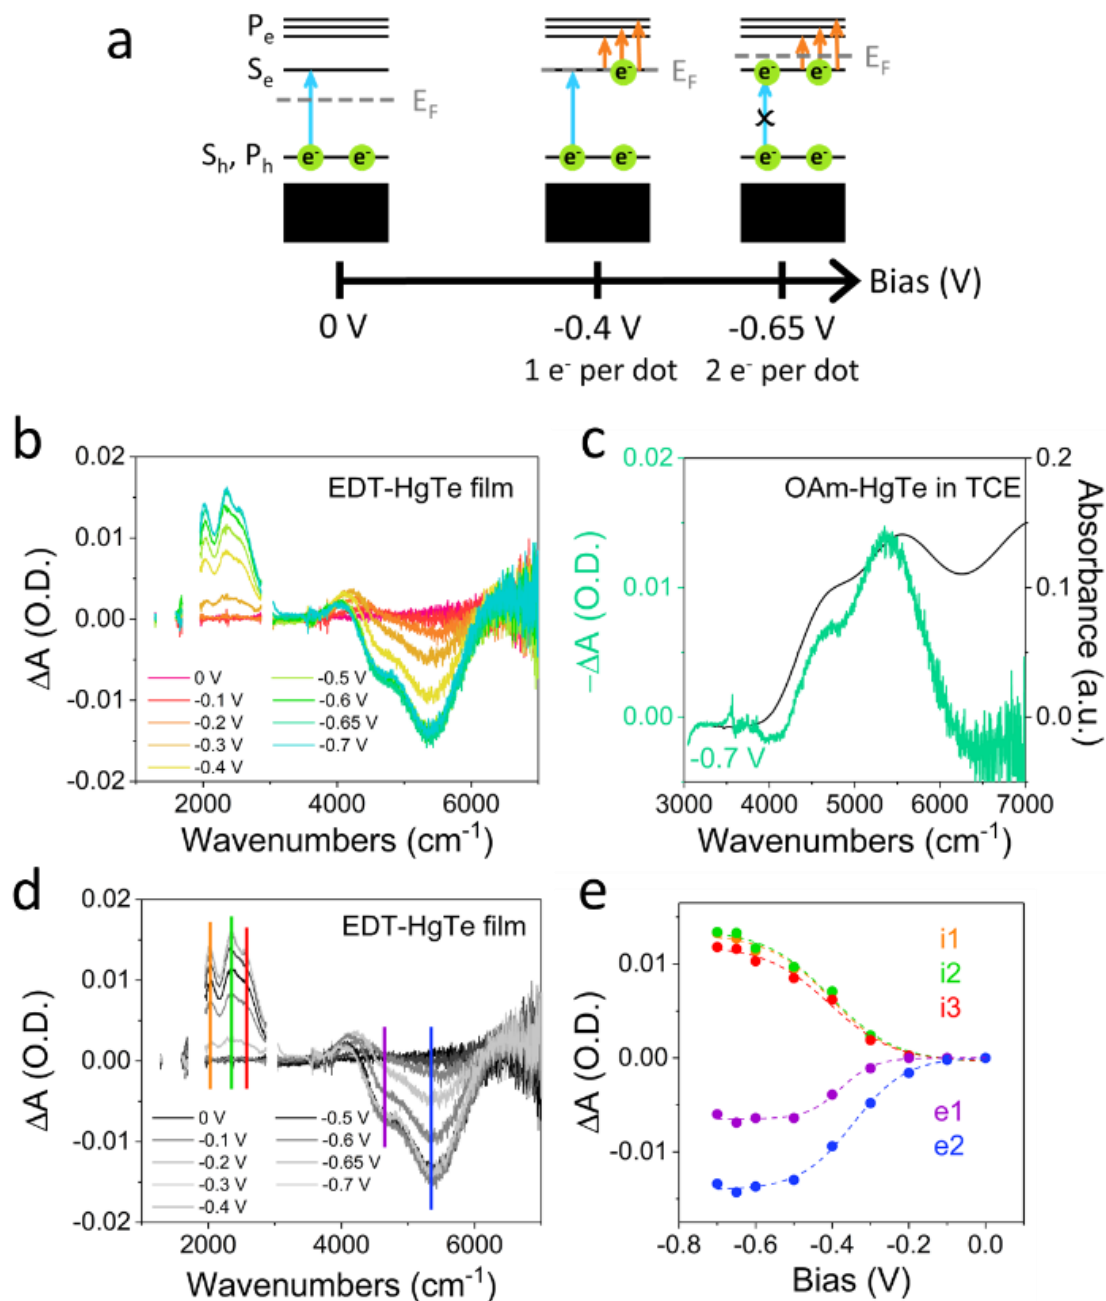 a
Pₑ
Sₑ
E_F
E_F
E_F
Sₕ, Pₕ
e⁻ e⁻
e⁻
e⁻ e⁻
e⁻ e⁻
e⁻ e⁻
Bias (V)
0 V
-0.4 V
-0.65 V
1 e⁻ per dot
2 e⁻ per dot
b
EDT-HgTe film
ΔA (O.D.)
0.02
0.01
0.00
-0.01
-0.02
0 V
-0.1 V
-0.2 V
-0.3 V
-0.4 V
-0.5 V
-0.6 V
-0.65 V
-0.7 V
2000 4000 6000
Wavenumbers (cm⁻¹)
c
OAm-HgTe in TCE
−ΔA (O.D.)
0.02
0.01
0.00
-0.7 V
0.2
0.1
0.0
Absorbance (a.u.)
3000 4000 5000 6000 7000
Wavenumbers (cm⁻¹)
d
EDT-HgTe film
ΔA (O.D.)
0.02
0.01
0.00
-0.01
-0.02
0 V
-0.1 V
-0.2 V
-0.3 V
-0.4 V
-0.5 V
-0.6 V
-0.65 V
-0.7 V
2000 4000 6000
Wavenumbers (cm⁻¹)
e
ΔA (O.D.)
0.01
0.00
-0.01
i1
i2
i3
e1
e2
-0.8 -0.6 -0.4 -0.2 0.0
Bias (V)